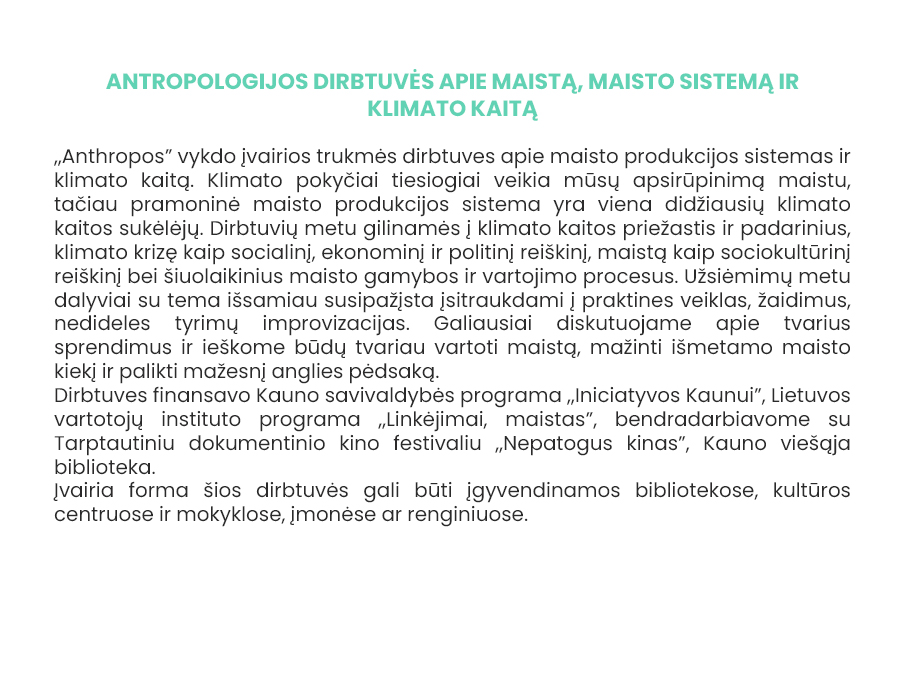 ANTROPOLOGIJOS DIRBTUVĖS APIE MAISTĄ, MAISTO SISTEMĄ IR
KLIMATO KAITĄ
„Anthropos” vykdo įvairios trukmės dirbtuves apie maisto produkcijos sistemas ir
klimato kaitą. Klimato pokyčiai tiesiogiai veikia mūsų apsirūpinimą maistu,
tačiau pramoninė maisto produkcijos sistema yra viena didžiausių klimato
kaitos sukėlėjų. Dirbtuvių metu gilinamės į klimato kaitos priežastis ir padarinius,
klimato krizę kaip socialinį, ekonominį ir politinį reiškinį, maistą kaip sociokultūrinį
reiškinį bei šiuolaikinius maisto gamybos ir vartojimo procesus. Užsiėmimų metu
dalyviai su tema išsamiau susipažįsta įsitraukdami į praktines veiklas, žaidimus,
nedideles tyrimų improvizacijas. Galiausiai diskutuojame apie tvarius
sprendimus ir ieškome būdų tvariau vartoti maistą, mažinti išmetamo maisto
kiekį ir palikti mažesnį anglies pėdsaką.
Dirbtuves finansavo Kauno savivaldybės programa „Iniciatyvos Kaunui”, Lietuvos
vartotojų instituto programa „Linkėjimai, maistas”, bendradarbiavome su
Tarptautiniu dokumentinio kino festivaliu „Nepatogus kinas”, Kauno viešąja
biblioteka.
Įvairia forma šios dirbtuvės gali būti įgyvendinamos bibliotekose, kultūros
centruose ir mokyklose, įmonėse ar renginiuose.